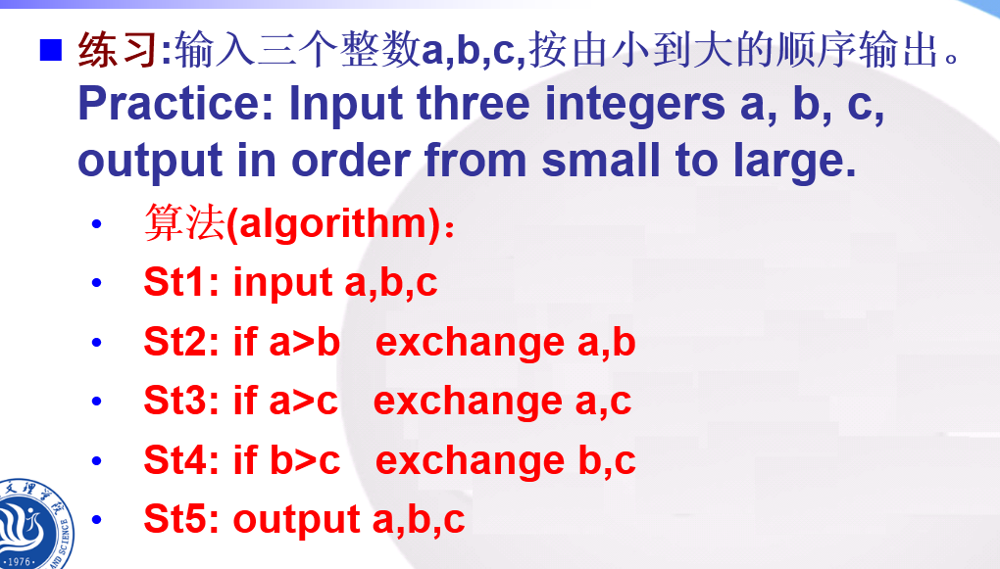 练习:输入三个整数a,b,c,按由小到大的顺序输出。
Practice: Input three integers a, b, c,
output in order from small to large.
算法(algorithm)：
St1: input a,b,c
St2: if a>b exchange a,b
St3: if a>c exchange a,c
St4: if b>c exchange b,c
St5: output a,b,c
文理学院
AND SCIENCE
·1976·